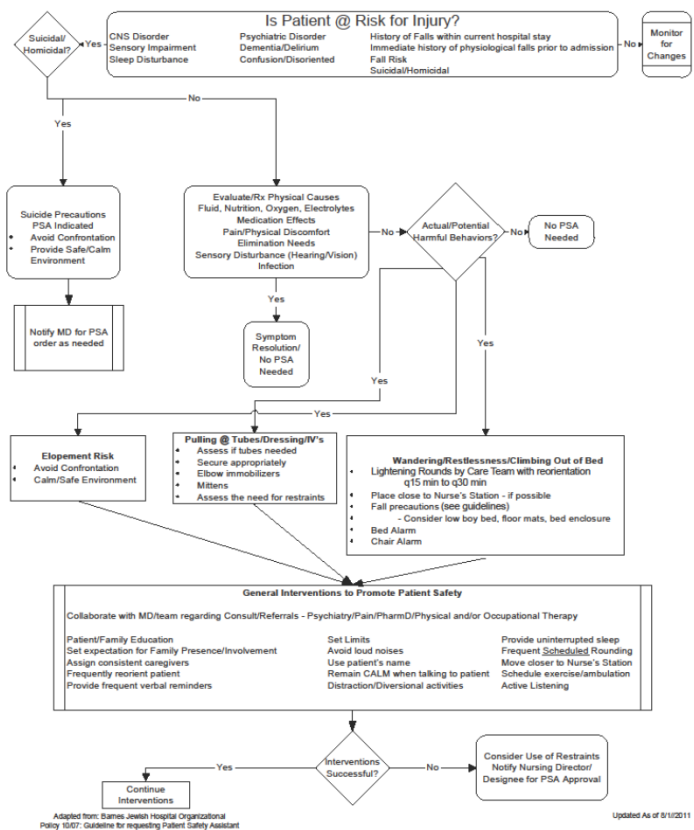 Is Patient @ Risk for Injury?
Suicidal/
Homicidal?
Yes
CNS Disorder
Sensory Impairment
Sleep Disturbance
Psychiatric Disorder
Dementia/Delirium
Confusion/Disoriented
History of Falls within current hospital stay
Immediate history of physiological falls prior to admission
Fall Risk
Suicidal/Homicidal
No
Monitor
for
Changes
No
Yes
Suicide Precautions
PSA Indicated
• Avoid Confrontation
• Provide Safe/Calm
Environment
Evaluate/Rx Physical Causes
Fluid, Nutrition, Oxygen, Electrolytes
Medication Effects
Pain/Physical Discomfort
Elimination Needs
Sensory Disturbance (Hearing/Vision)
Infection
No
Actual/Potential
Harmful Behaviors?
No
No PSA
Needed
Yes
Notify MD for PSA
order as needed
Symptom
Resolution/
No PSA
Needed
Yes
Yes
Yes
Elopement Risk
• Avoid Confrontation
• Calm/Safe Environment
Pulling @ Tubes/Dressing/IV's
• Assess if tubes needed
• Secure appropriately
• Elbow immobilizers
• Mittens
• Assess the need for restraints
Wandering/Restlessness/Climbing Out of Bed
• Lightening Rounds by Care Team with reorientation
q15 min to q30 min
• Place close to Nurse's Station - if possible
• Fall precautions (see guidelines)
• - Consider low boy bed, floor mats, bed enclosure
• Bed Alarm
• Chair Alarm
General Interventions to Promote Patient Safety
Collaborate with MD/team regarding Consult/Referrals - Psychiatry/Pain/PharmD/Physical and/or Occupational Therapy
Patient/Family Education
Set expectation for Family Presence/Involvement
Assign consistent caregivers
Frequently reorient patient
Provide frequent verbal reminders
Set Limits
Avoid loud noises
Use patient's name
Remain CALM when talking to patient
Distraction/Diversional activities
Provide uninterrupted sleep
Frequent Scheduled Rounding
Move closer to Nurse's Station
Schedule exercise/ambulation
Active Listening
Yes
Interventions
Successful?
No
Continue
Interventions
Consider Use of Restraints
Notify Nursing Director/
Designee for PSA Approval
Adapted from: Barnes Jewish Hospital Organizational
Policy 10/07: Guideline for requesting Patient Safety Assistant
Updated As of 8/1//2011